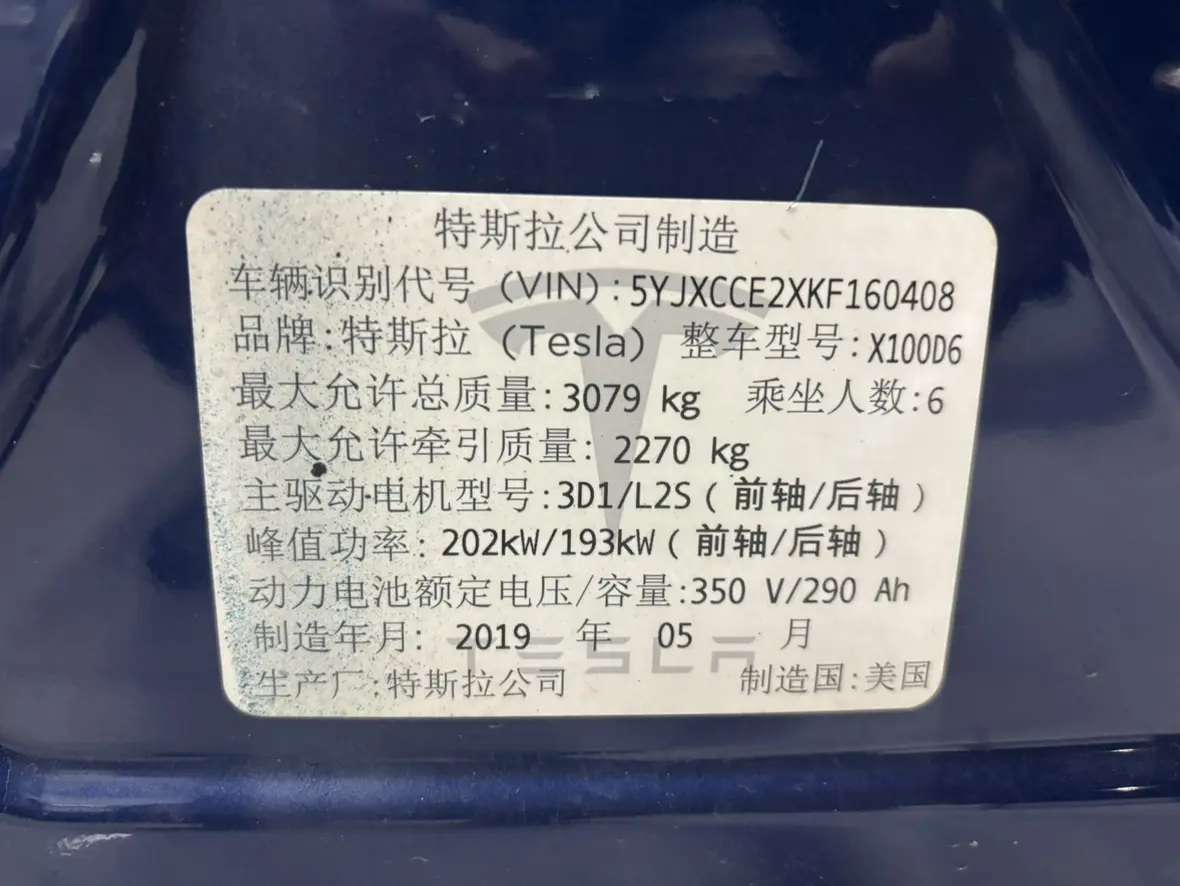 特斯拉公司制造
车辆识别代号（VIN）: 5YJXCCE2XKF160408
品牌: 特斯拉（Tesla） 整车型号: X100D6
最大允许总质量: 3079 kg 乘坐人数: 6
最大允许牵引质量: 2270 kg
主驱动电机型号: 3D1/L2S（前轴/后轴）
峰值功率: 202kW/193kW（前轴/后轴）
动力电池额定电压/容量: 350 V/290 Ah
制造年月: 2019 年 05 月
TESLA
生产厂: 特斯拉公司 制造国: 美国